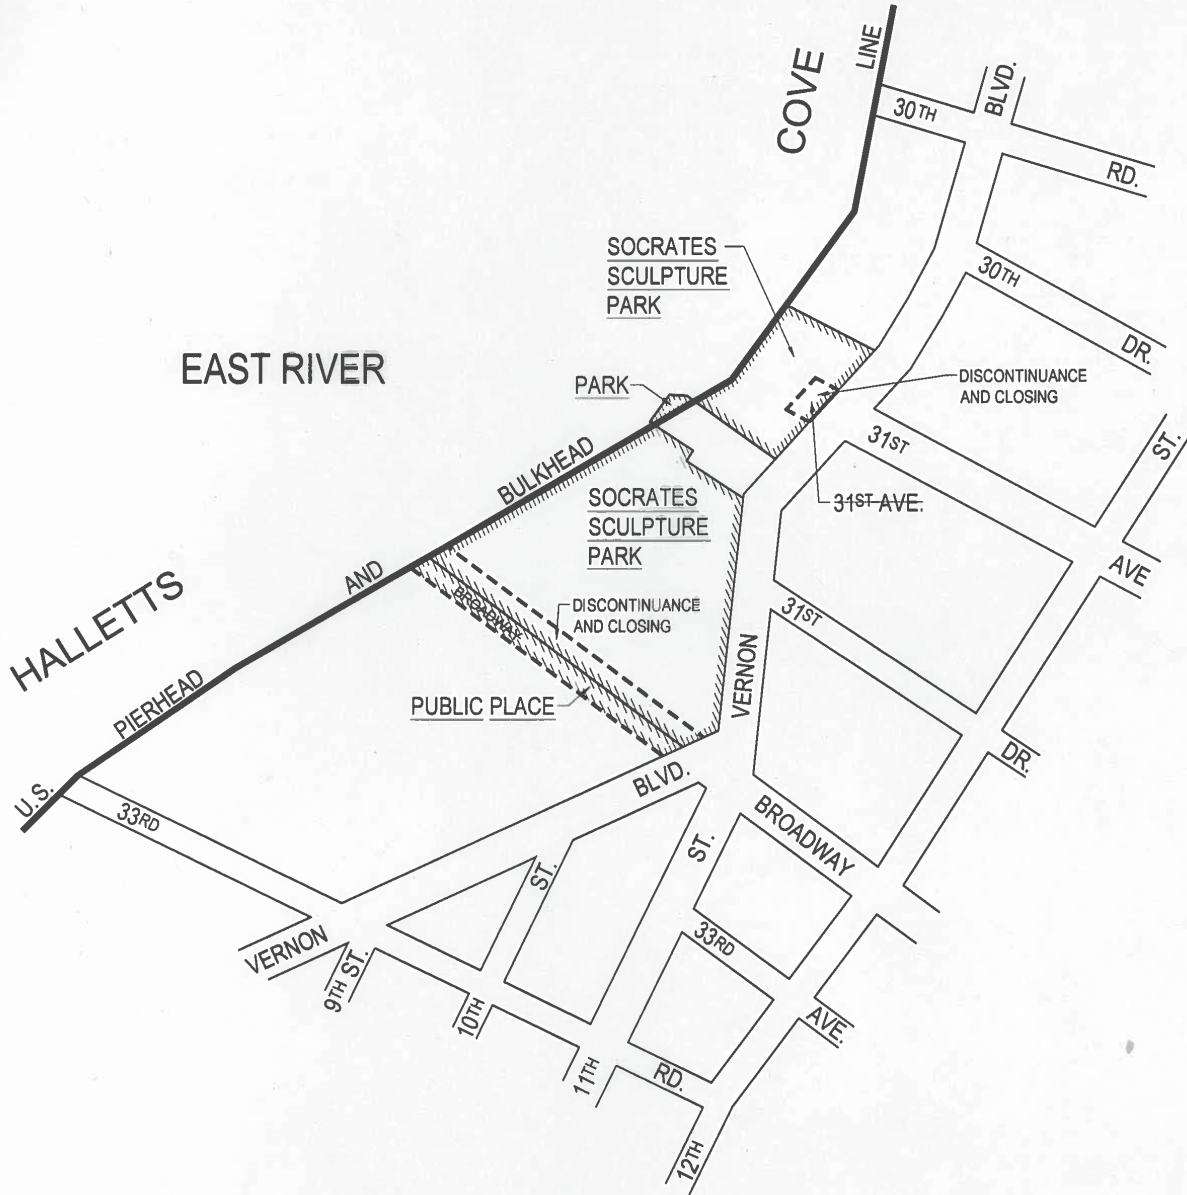 COVE
LINE
30TH
BLVD.
RD.
SOCRATES
SCULPTURE
PARK
30TH
DR.
EAST RIVER
PARK
DISCONTINUANCE
AND CLOSING
31ST
ST.
BULKHEAD
SOCRATES
SCULPTURE
PARK
31ST AVE.
AVE
HALLETTS
AND
BROADWAY
DISCONTINUANCE
AND CLOSING
31ST
VERNON
PIERHEAD
PUBLIC PLACE
DR.
U.S.
33RD
BLVD.
BROADWAY
ST.
ST.
VERNON
33RD
9TH ST.
10TH
AVE.
11TH
RD.
12TH